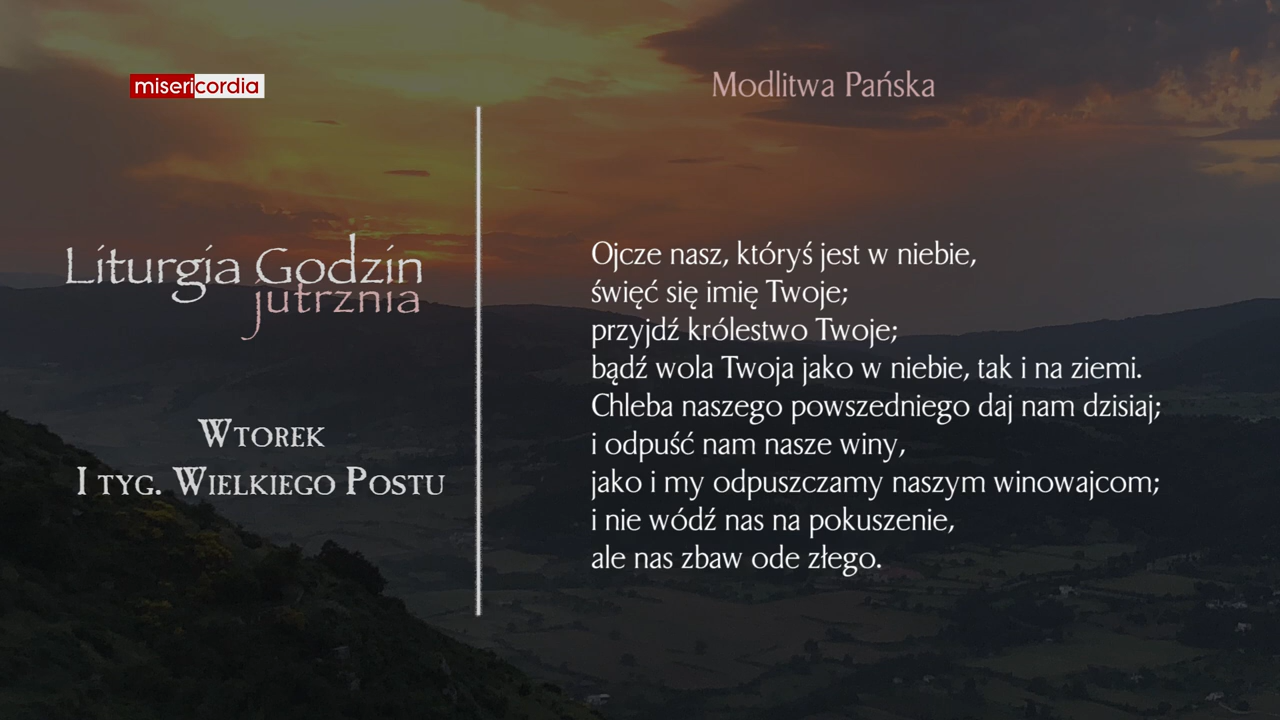 misericordia
Liturgia Godzin
jutrznia
Wtorek
I tyg. Wielkiego Postu
Modlitwa Pańska
Ojcze nasz, któryś jest w niebie,
święć się imię Twoje;
przyjdź królestwo Twoje;
bądź wola Twoja jako w niebie, tak i na ziemi.
Chleba naszego powszedniego daj nam dzisiaj;
i odpuść nam nasze winy,
jako i my odpuszczamy naszym winowajcom;
i nie wódź nas na pokuszenie,
ale nas zbaw ode złego.